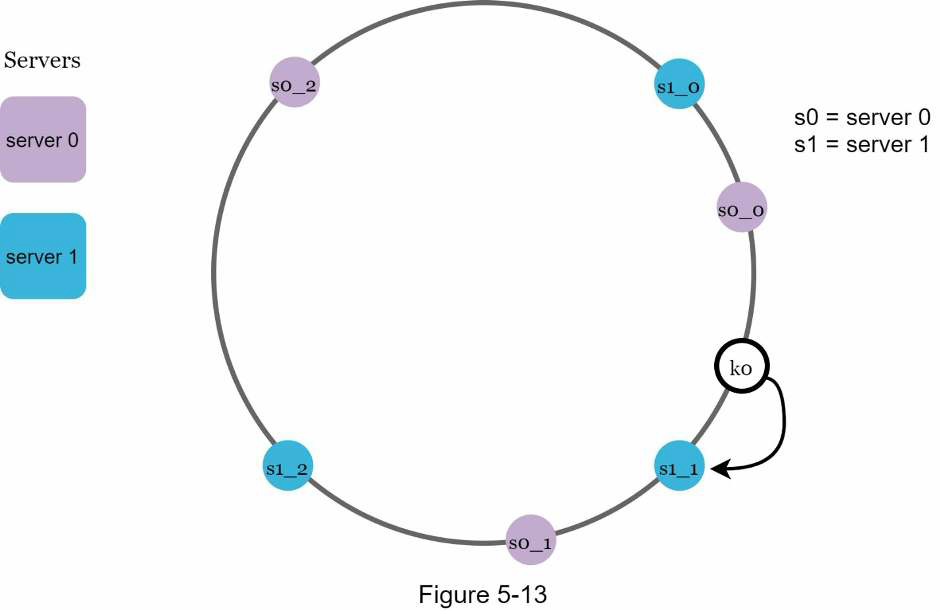 Servers
server 0
server 1
s0_2
s1_0
s0 = server 0
s1 = server 1
s0_0
k0
s1_1
s1_2
s0_1
Figure 5-13